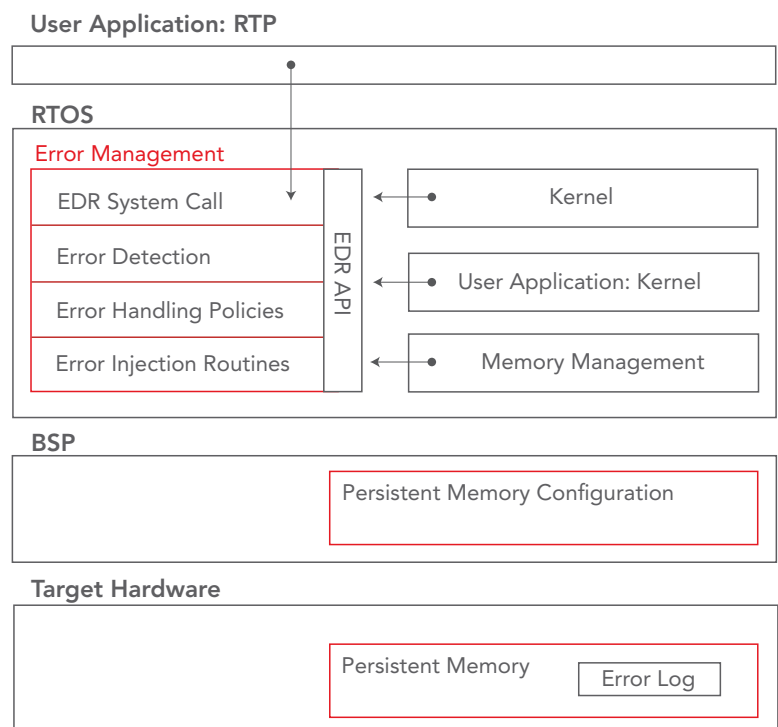 User Application: RTP
RTOS
Error Management
EDR System Call
Error Detection
Error Handling Policies
Error Injection Routines
EDR API
Kernel
User Application: Kernel
Memory Management
BSP
Persistent Memory Configuration
Target Hardware
Persistent Memory
Error Log